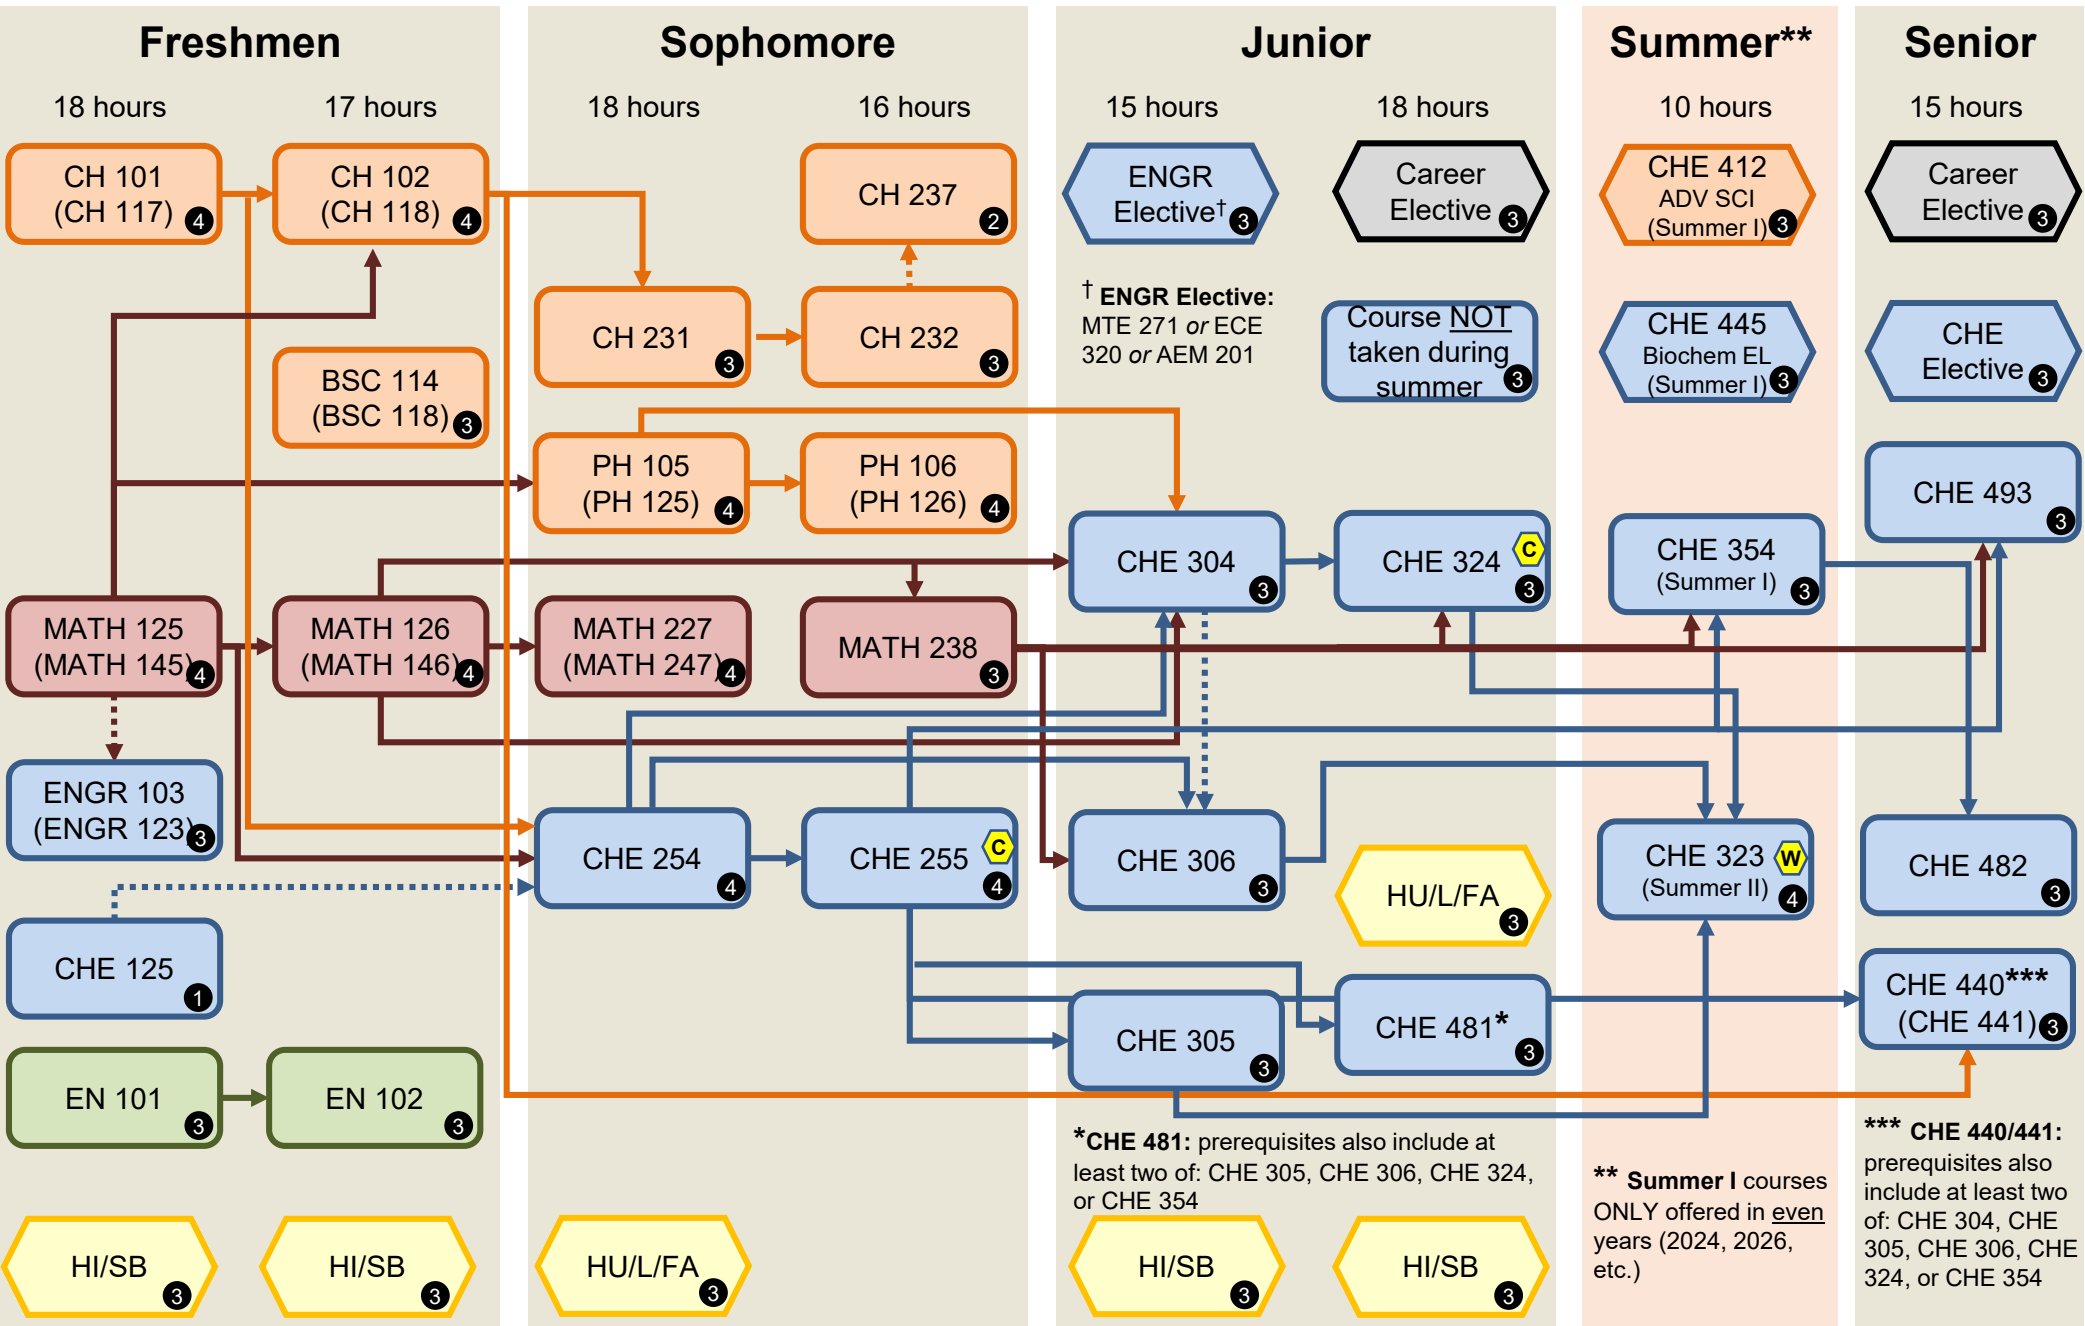 Freshmen
Sophomore
Junior
Summer**
Senior
18 hours
17 hours
18 hours
16 hours
15 hours
18 hours
10 hours
15 hours
CH 101
(CH 117)
4
CH 102
(CH 118)
4
CH 237
2
ENGR
Elective†
3
Career
Elective
3
CHE 412
ADV SCI
(Summer I)
3
Career
Elective
3
BSC 114
(BSC 118)
3
CH 231
3
CH 232
3
† ENGR Elective:
MTE 271 or ECE
320 or AEM 201
Course NOT
taken during
summer
3
CHE 445
Biochem EL
(Summer I)
3
CHE
Elective
3
PH 105
(PH 125)
4
PH 106
(PH 126)
4
CHE 493
3
CHE 304
3
CHE 324
C
3
CHE 354
(Summer I)
3
MATH 125
(MATH 145)
4
MATH 126
(MATH 146)
4
MATH 227
(MATH 247)
4
MATH 238
3
ENGR 103
(ENGR 123)
3
CHE 254
4
CHE 255
C
4
CHE 306
3
HU/L/FA
3
CHE 323
(Summer II)
W
4
CHE 482
3
CHE 125
1
CHE 305
3
CHE 481*
3
CHE 440***
(CHE 441)
3
EN 101
3
EN 102
3
*CHE 481: prerequisites also include at
least two of: CHE 305, CHE 306, CHE 324,
or CHE 354
** Summer I courses
ONLY offered in even
years (2024, 2026,
etc.)
*** CHE 440/441:
prerequisites also
include at least two
of: CHE 304, CHE
305, CHE 306, CHE
324, or CHE 354
HI/SB
3
HI/SB
3
HU/L/FA
3
HI/SB
3
HI/SB
3